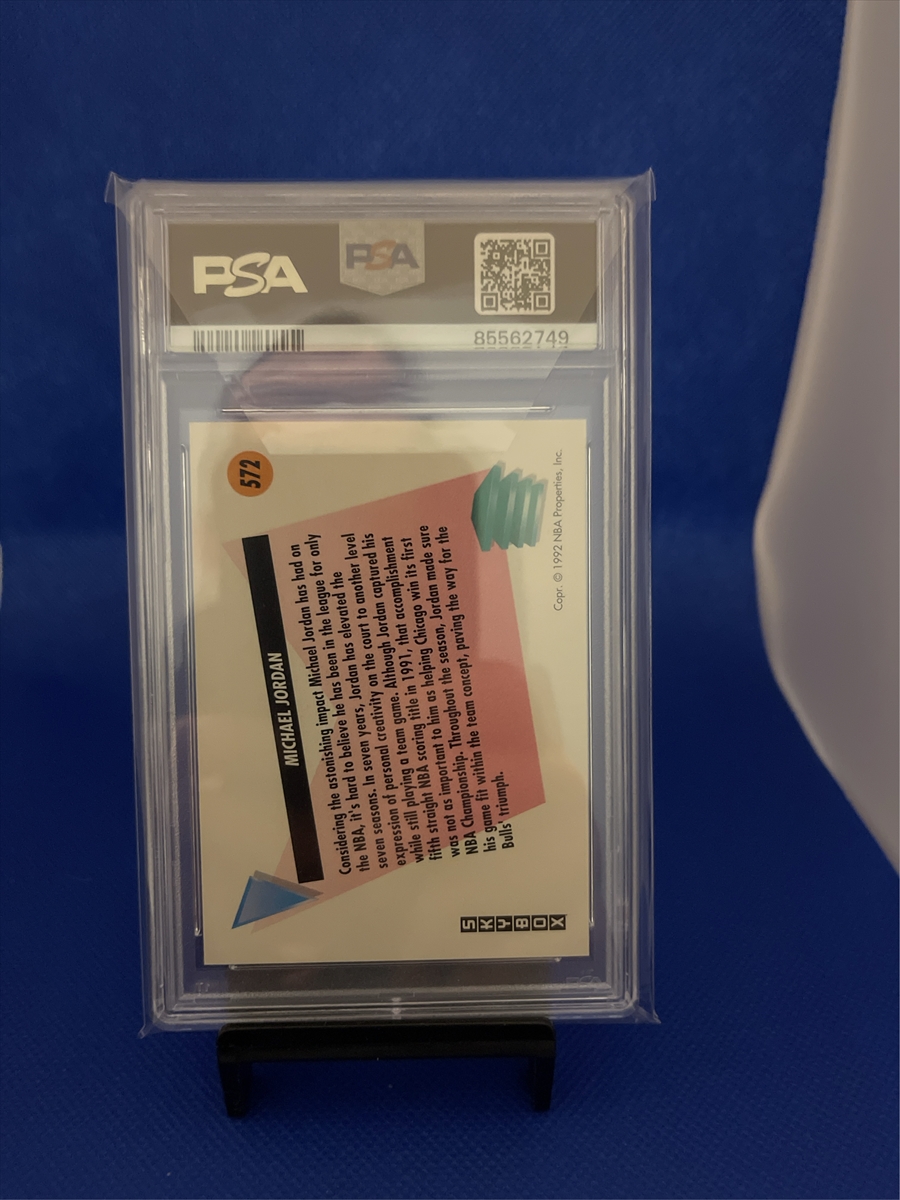 PSA
PSA
85562749
572
MICHAEL JORDAN
Considering the astonishing impact Michael Jordan has had on
the NBA, it's hard to believe he has been in the league for only
seven seasons. In seven years, Jordan has elevated the
expression of personal creativity on the court to another level
while still playing a team game. Although Jordan captured his
fifth straight NBA scoring title in 1991, that accomplishment
was not as important to him as helping Chicago win its first
NBA Championship. Throughout the season, Jordan made sure
his game fit within the team concept, paving the way for the
Bulls' triumph.
SKYBOX
Copr. © 1992 NBA Properties, Inc.